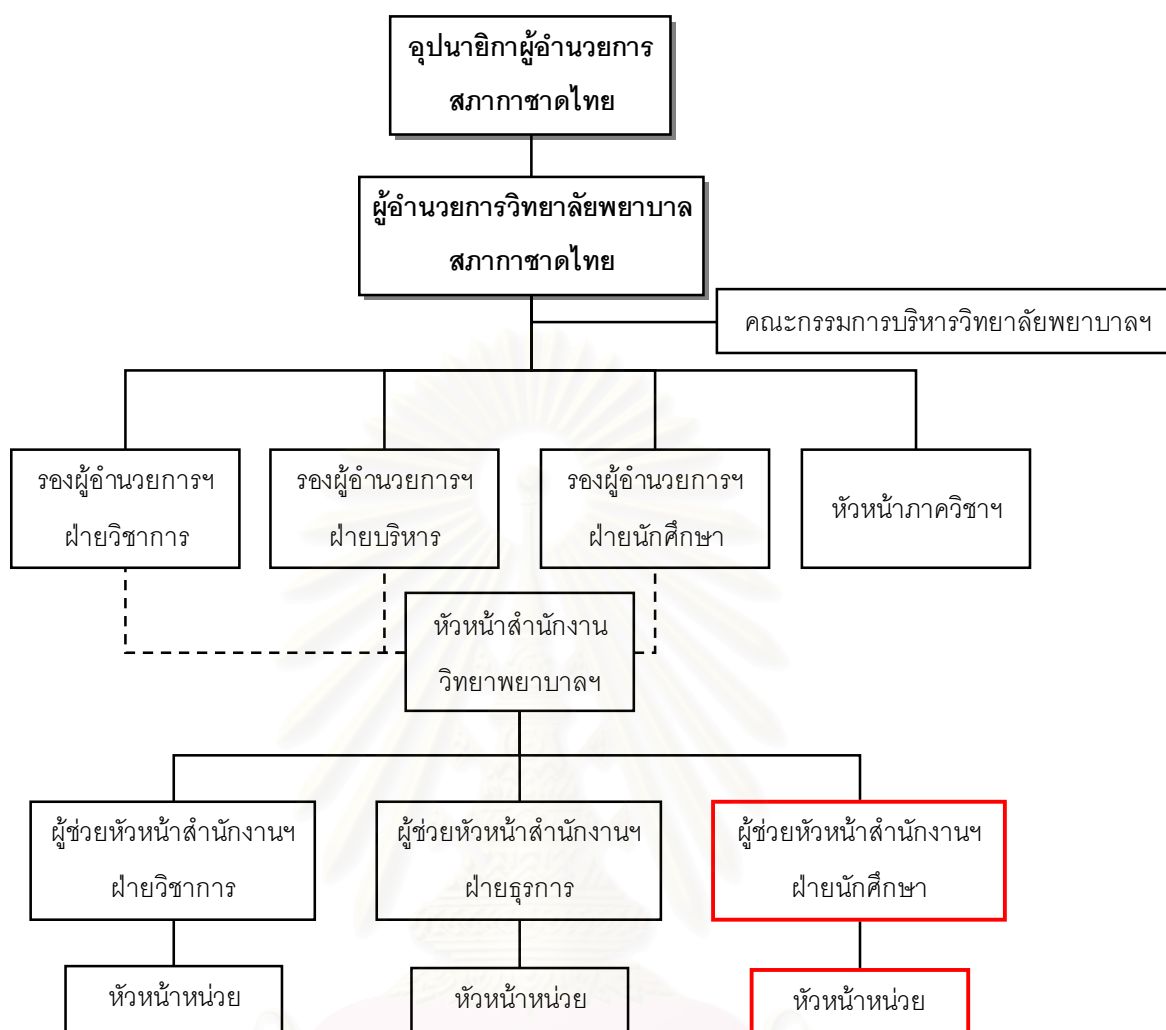 อุปนายิกาผู้อำนวยการ
สภากาชาดไทย
ผู้อำนวยการวิทยาลัยพยาบาล
สภากาชาดไทย
คณะกรรมการบริหารวิทยาลัยพยาบาลฯ
รองผู้อำนวยการฯ
ฝ่ายวิชาการ
รองผู้อำนวยการฯ
ฝ่ายบริหาร
รองผู้อำนวยการฯ
ฝ่ายนักศึกษา
หัวหน้าภาควิชาฯ
หัวหน้าสำนักงาน
วิทยาพยาบาลฯ
ผู้ช่วยหัวหน้าสำนักงานฯ
ฝ่ายวิชาการ
ผู้ช่วยหัวหน้าสำนักงานฯ
ฝ่ายธุรการ
ผู้ช่วยหัวหน้าสำนักงานฯ
ฝ่ายนักศึกษา
หัวหน้าหน่วย
หัวหน้าหน่วย
หัวหน้าหน่วย